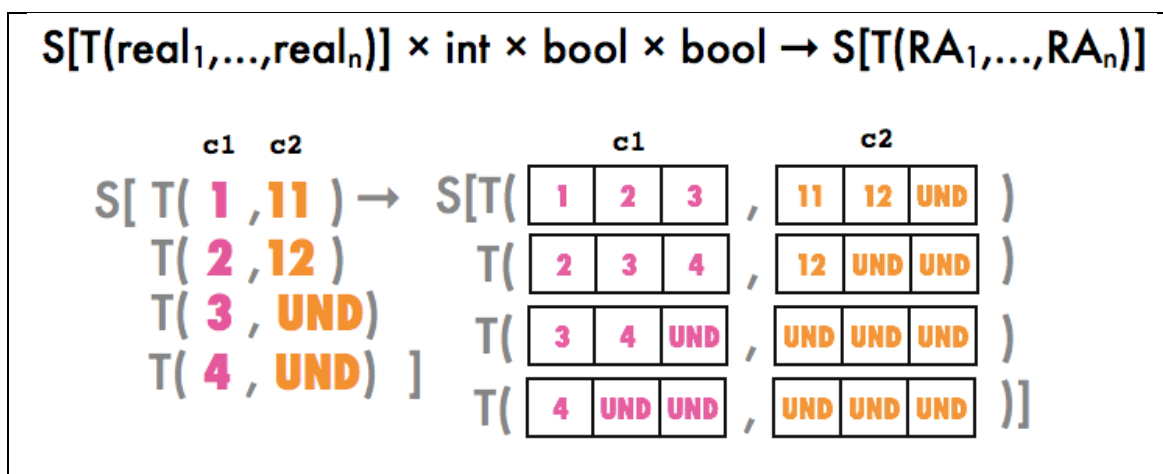 S[T(real₁,...,realₙ)] × int × bool × bool → S[T(RA₁,...,RAₙ)]
c1 c2 c1 c2
S[ T( 1 , 11 ) → S[T( 1 2 3 , 11 12 UND )
T( 2 , 12 ) T( 2 3 4 , 12 UND UND )
T( 3 , UND) T( 3 4 UND , UND UND UND )
T( 4 , UND) ] T( 4 UND UND , UND UND UND )]